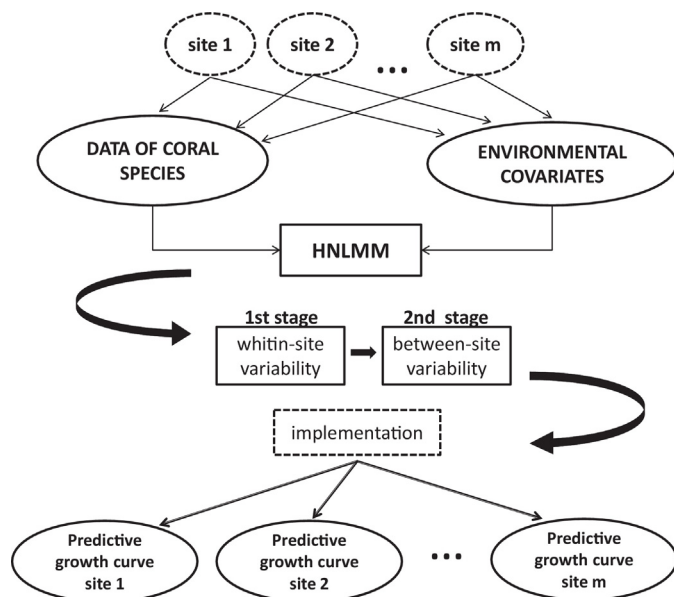 site 1
site 2
...
site m
DATA OF CORAL
SPECIES
ENVIRONMENTAL
COVARIATES
HNLMM
1st stage
2nd stage
whitin-site
variability
between-site
variability
implementation
Predictive
growth curve
site 1
Predictive
growth curve
site 2
...
Predictive
growth curve
site m